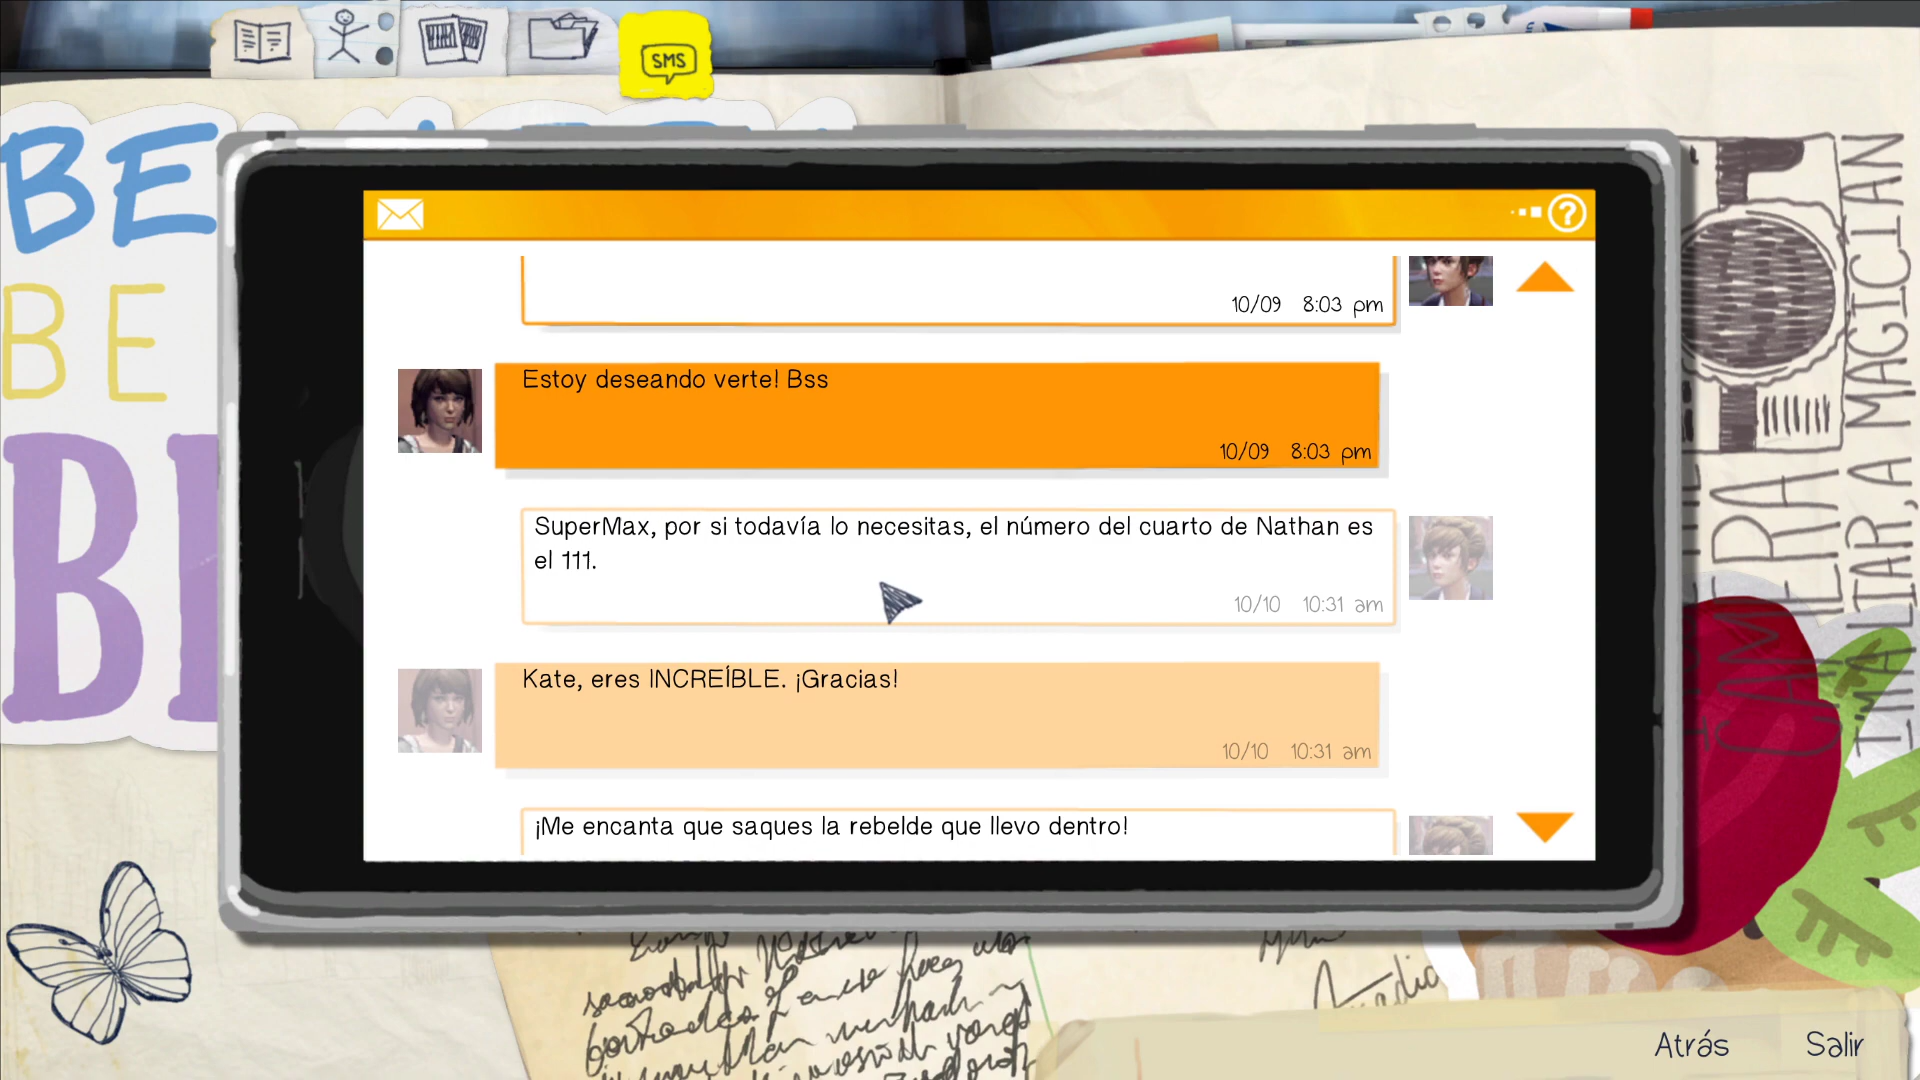 SMS
BE
BE
10/09 8:03 pm
Estoy deseando verte! Bss
10/09 8:03 pm
SuperMax, por si todavía lo necesitas, el número del cuarto de Nathan es
el 111.
10/10 10:31 am
Kate, eres INCREÍBLE. ¡Gracias!
10/10 10:31 am
¡Me encanta que saques la rebelde que llevo dentro!
A MAGICIAN
Atrás
Salir